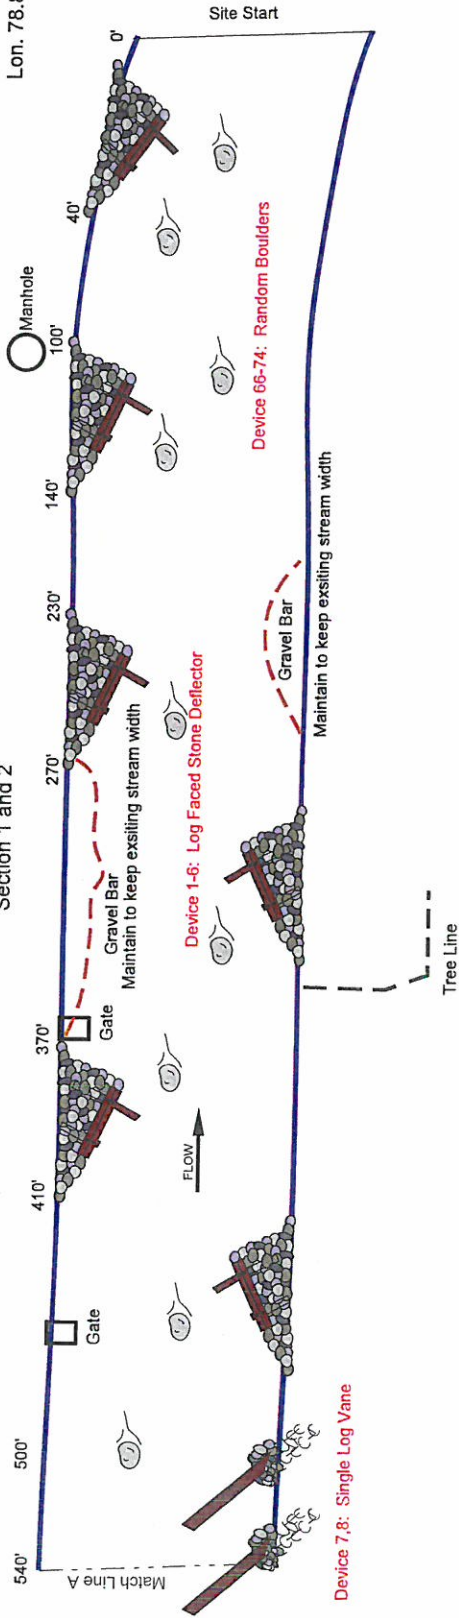 Lon. 78.8
Section 1 and 2
Site Start
0'
40'
Manhole
100'
140'
230'
270'
370'
410'
500'
540'
Device 66-74: Random Boulders
Gravel Bar
Maintain to keep exsiting stream width
Gravel Bar
Maintain to keep exsiting stream width
Device 1-6: Log Faced Stone Deflector
Gate
FLOW
Tree Line
Gate
Match Line A
Device 7,8: Single Log Vane